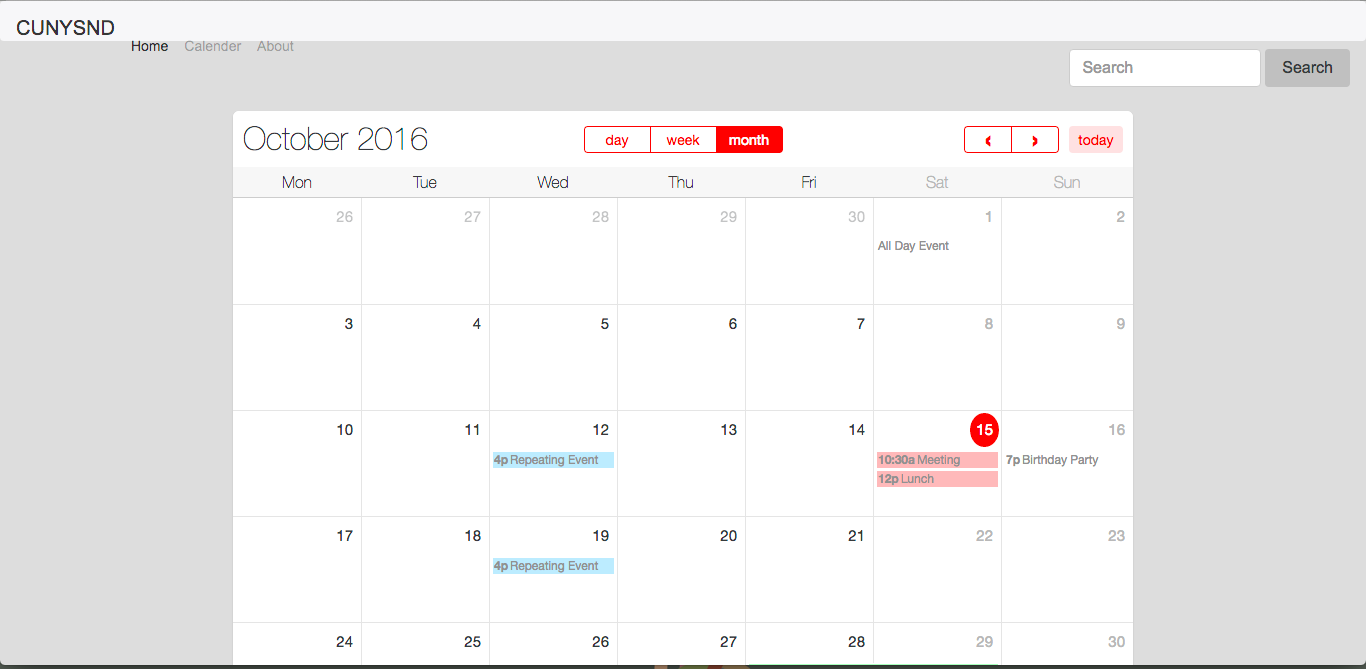 CUNYSND
Home Calender About
Search Search
October 2016 day week month ‹ › today
Mon Tue Wed Thu Fri Sat Sun
26 27 28 29 30 1 2
All Day Event
3 4 5 6 7 8 9
10 11 12 13 14 15 16
4p Repeating Event 10:30a Meeting 7p Birthday Party
12p Lunch
17 18 19 20 21 22 23
4p Repeating Event
24 25 26 27 28 29 30